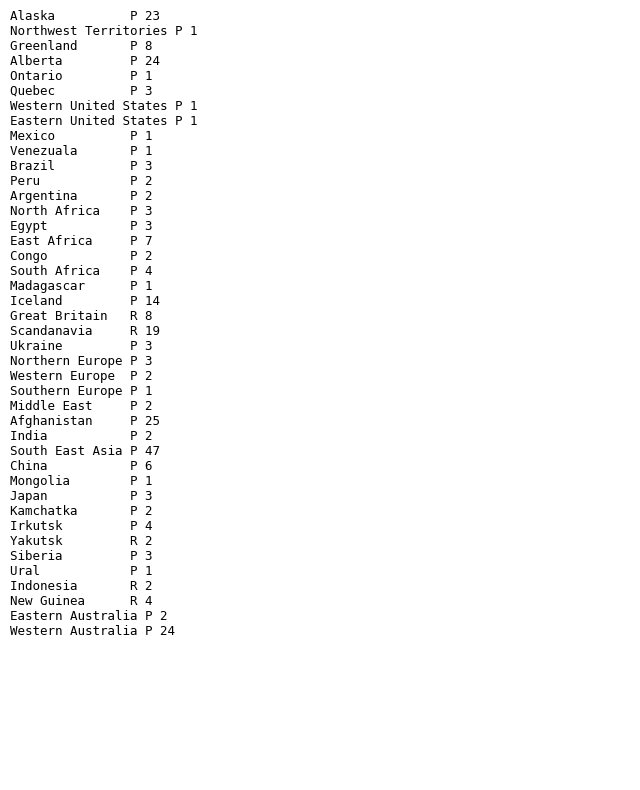 Alaska          P 23
Northwest Territories P 1
Greenland       P 8
Alberta         P 24
Ontario         P 1
Quebec          P 3
Western United States P 1
Eastern United States P 1
Mexico          P 1
Venezuala       P 1
Brazil          P 3
Peru            P 2
Argentina       P 2
North Africa    P 3
Egypt           P 3
East Africa     P 7
Congo           P 2
South Africa    P 4
Madagascar      P 1
Iceland         P 14
Great Britain   R 8
Scandanavia     R 19
Ukraine         P 3
Northern Europe P 3
Western Europe  P 2
Southern Europe P 1
Middle East     P 2
Afghanistan     P 25
India           P 2
South East Asia P 47
China           P 6
Mongolia        P 1
Japan           P 3
Kamchatka       P 2
Irkutsk         P 4
Yakutsk         R 2
Siberia         P 3
Ural            P 1
Indonesia       R 2
New Guinea      R 4
Eastern Australia P 2
Western Australia P 24